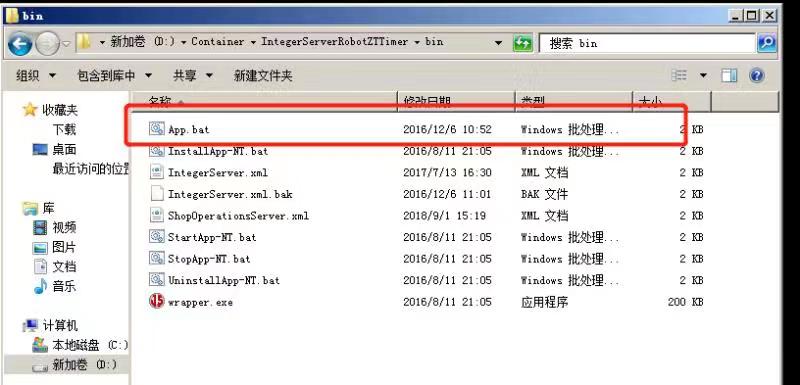 bin
新加卷 (D:) Container IntegerServerRobotZTTimer bin 搜索 bin
组织 包含到库中 共享 新建文件夹
名称 修改日期 类型 大小
收藏夹
下载
桌面
最近访问的位置
库
视频
图片
文档
音乐
计算机
本地磁盘 (C:)
新加卷 (D:)
App.bat 2016/12/6 10:52 Windows 批处理... 2 KB
InstallApp-NT.bat 2016/8/11 21:05 Windows 批处理... 2 KB
IntegerServer.xml 2017/7/13 16:30 XML 文档 2 KB
IntegerServer.xml.bak 2016/12/6 11:01 BAK 文件 2 KB
ShopOperationsServer.xml 2018/9/1 15:19 XML 文档 2 KB
StartApp-NT.bat 2016/8/11 21:05 Windows 批处理... 2 KB
StopApp-NT.bat 2016/8/11 21:05 Windows 批处理... 2 KB
UninstallApp-NT.bat 2016/8/11 21:05 Windows 批处理... 2 KB
wrapper.exe 2016/8/11 21:05 应用程序 200 KB